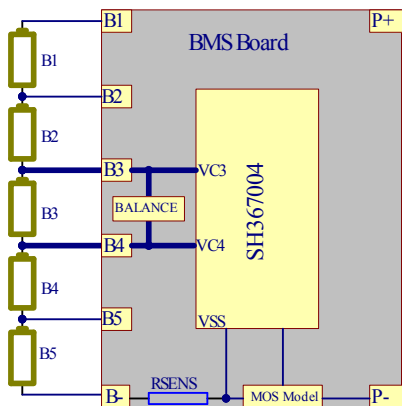 B1
P+
BMS Board
B1
B2
B2
B3
VC3
SH367004
B3
BALANCE
B4
VC4
B4
B5
VSS
B5
RSENS
B-
MOS Model
P-